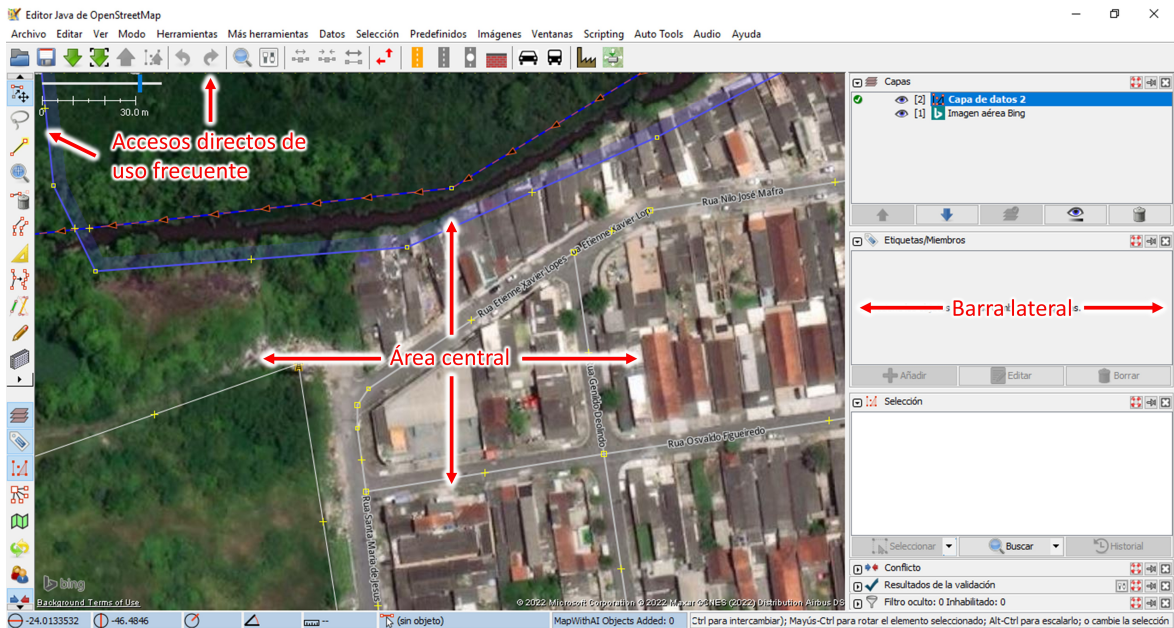 Editor Java de OpenStreetMap
Archivo Editar Ver Modo Herramientas Más herramientas Datos Selección Predefinidos Imágenes Ventanas Scripting Auto Tools Audio Ayuda
0
30.0 m
Accesos directos de
uso frecuente
Rua Nilo José Mafra
Rua Etienne Xavier Lopes
Rua Etienne Xavier Lopes
Área central
Rua Genildo Deolindo
Rua Osvaldo Figueiredo
Rua Santa Maria de Jesus
bing
Background Terms of Use
© 2022 Microsoft Corporation © 2022 Maxar ©CNES (2022) Distribution Airbus DS
Capas
[2] Capa de datos 2
[1] Imagen aérea Bing
Etiquetas/Miembros
Barra lateral
Añadir Editar Borrar
Selección
Seleccionar Buscar Historial
Conflicto
Resultados de la validación
Filtro oculto: 0 Inhabilitado: 0
-24.0133532 -46.4846 -- (sin objeto) MapWithAI Objects Added: 0 Ctrl para intercambiar); Mayús-Ctrl para rotar el elemento seleccionado; Alt-Ctrl para escalarlo; o cambie la selección